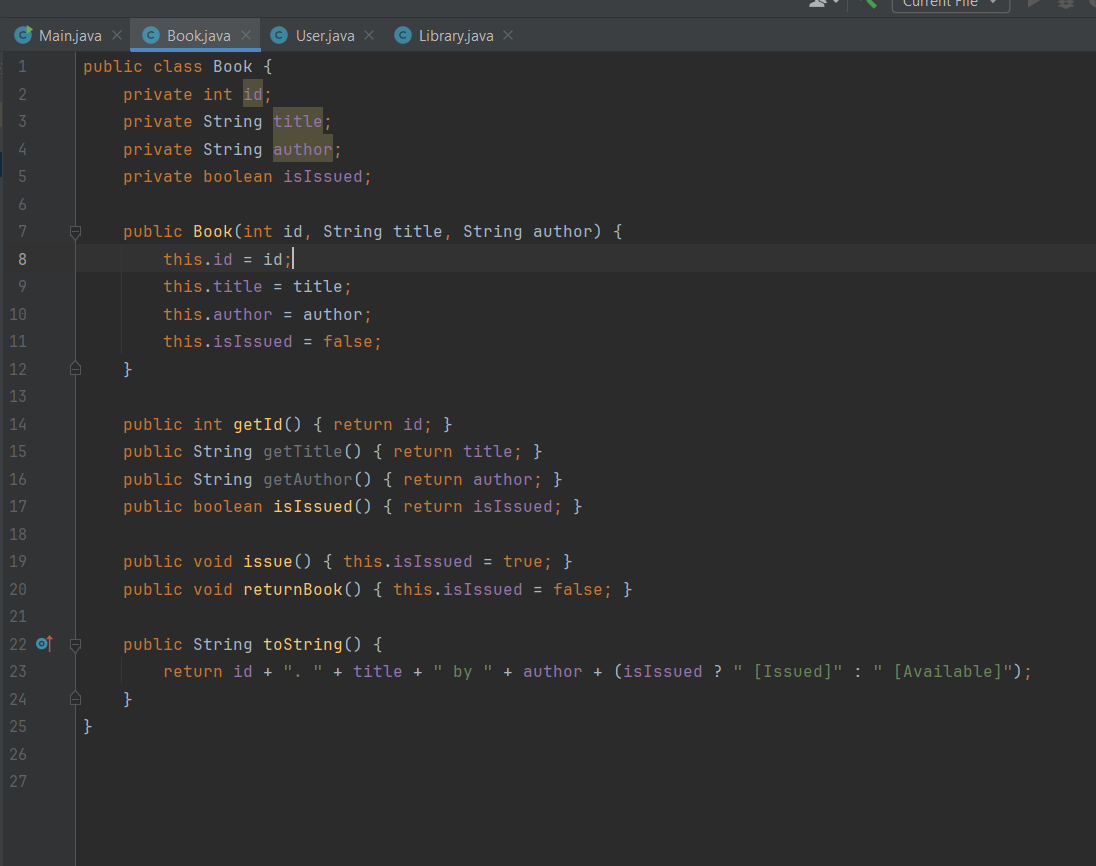 Current File
Main.java Book.java User.java Library.java
1 public class Book {
2     private int id;
3     private String title;
4     private String author;
5     private boolean isIssued;
6
7     public Book(int id, String title, String author) {
8         this.id = id;
9         this.title = title;
10         this.author = author;
11         this.isIssued = false;
12     }
13
14     public int getId() { return id; }
15     public String getTitle() { return title; }
16     public String getAuthor() { return author; }
17     public boolean isIssued() { return isIssued; }
18
19     public void issue() { this.isIssued = true; }
20     public void returnBook() { this.isIssued = false; }
21
22     public String toString() {
23         return id + ". " + title + " by " + author + (isIssued ? " [Issued]" : " [Available]");
24     }
25 }
26
27